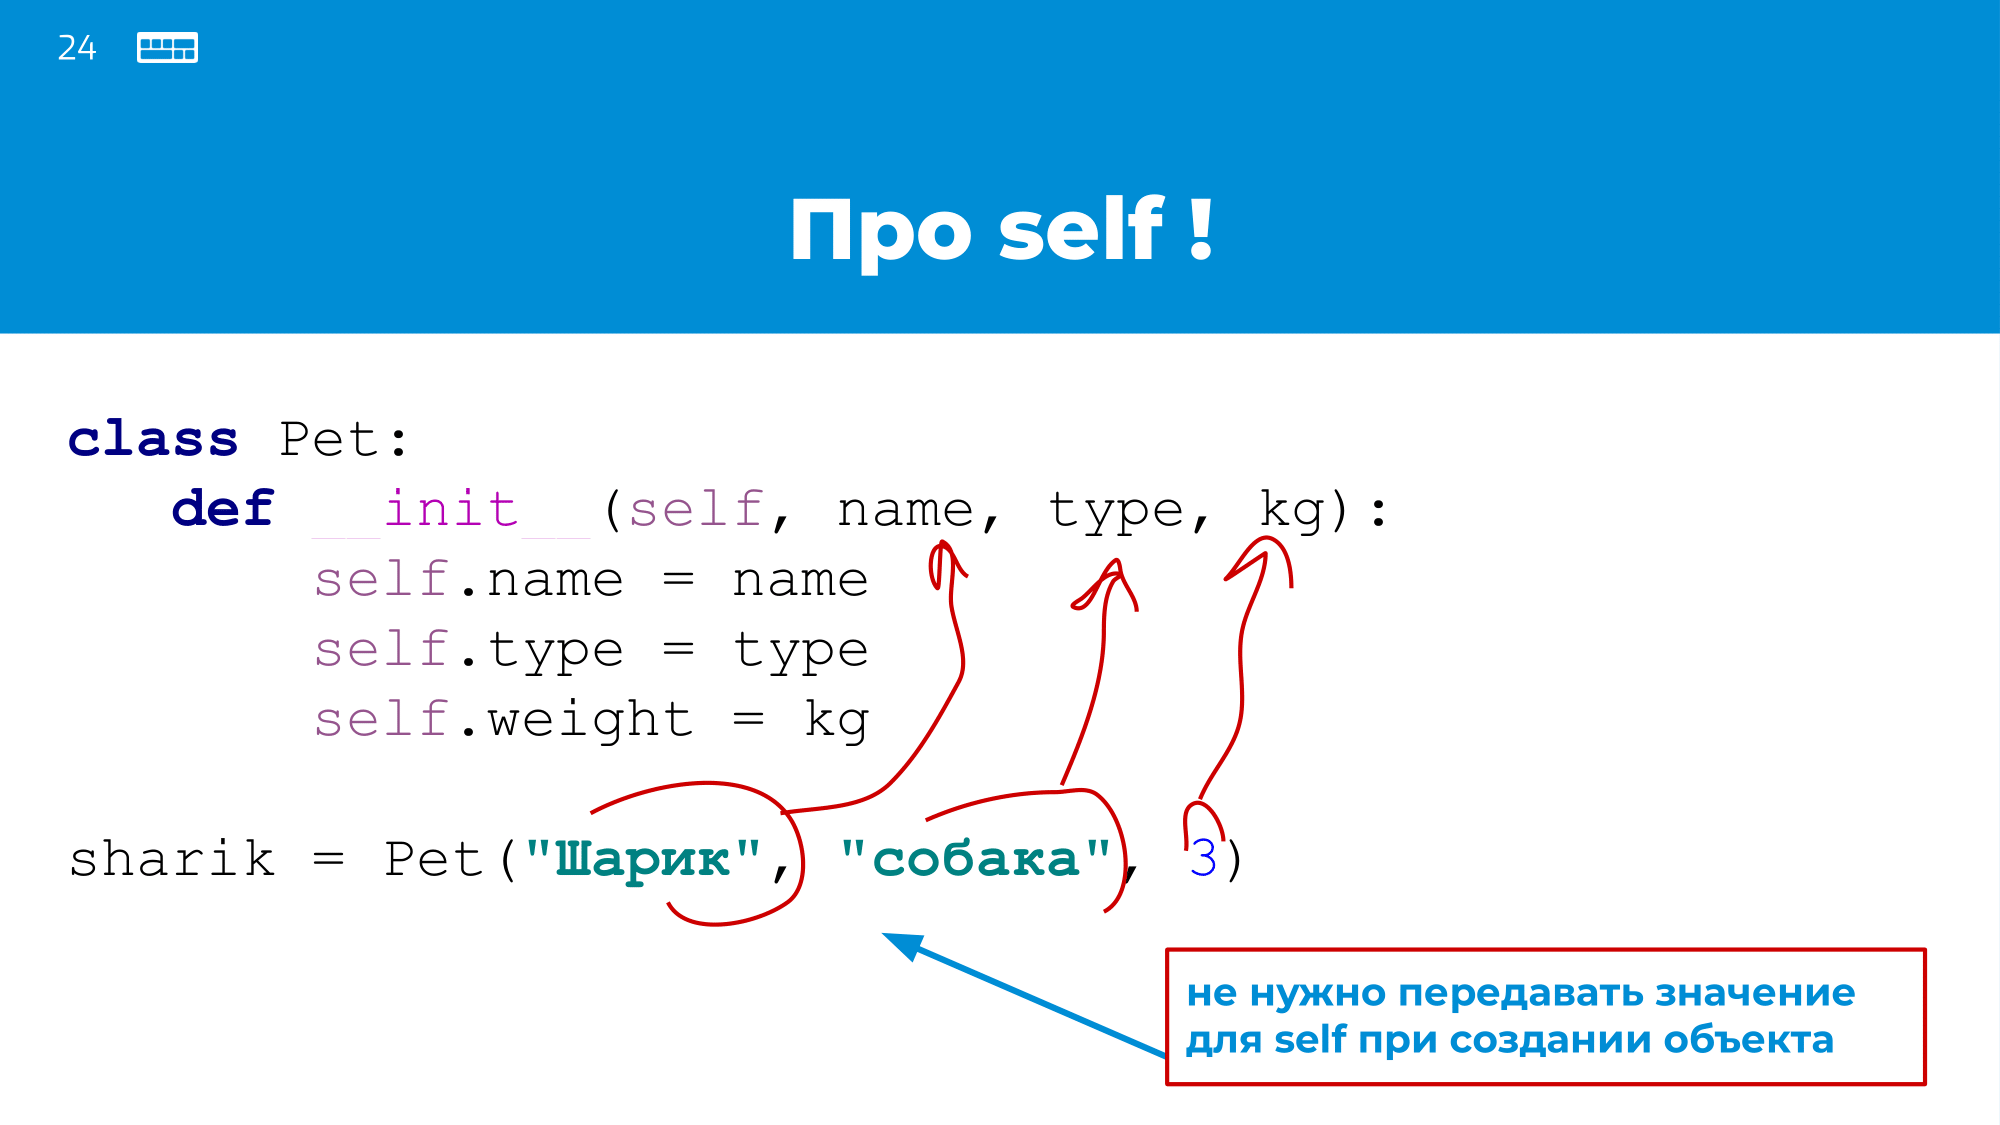 24
Про self !
class Pet:
def __init__(self, name, type, kg):
self.name = name
self.type = type
self.weight = kg
sharik = Pet("Шарик", "собака", 3)
не нужно передавать значение
для self при создании объекта